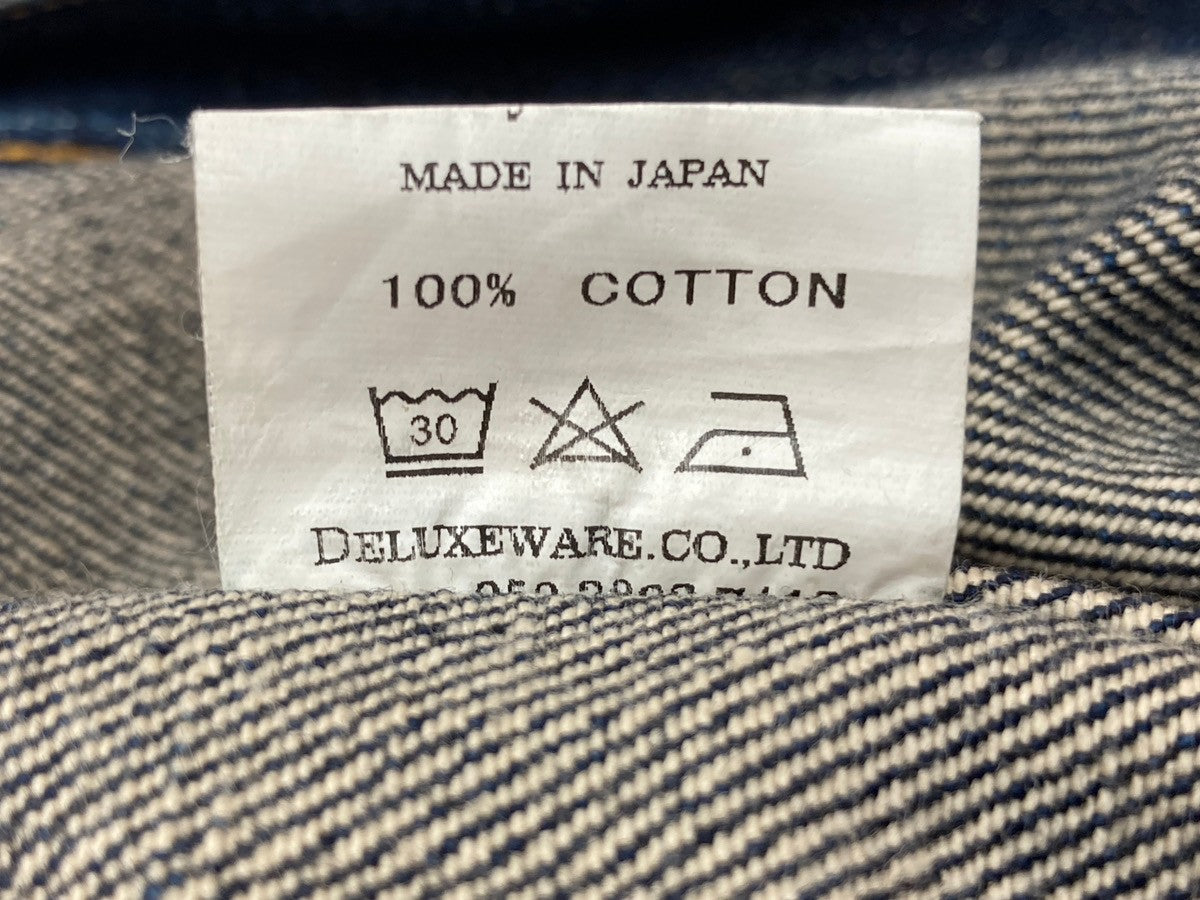 MADE IN JAPAN
100% COTTON
30
DELUXEWARE.CO.,LTD